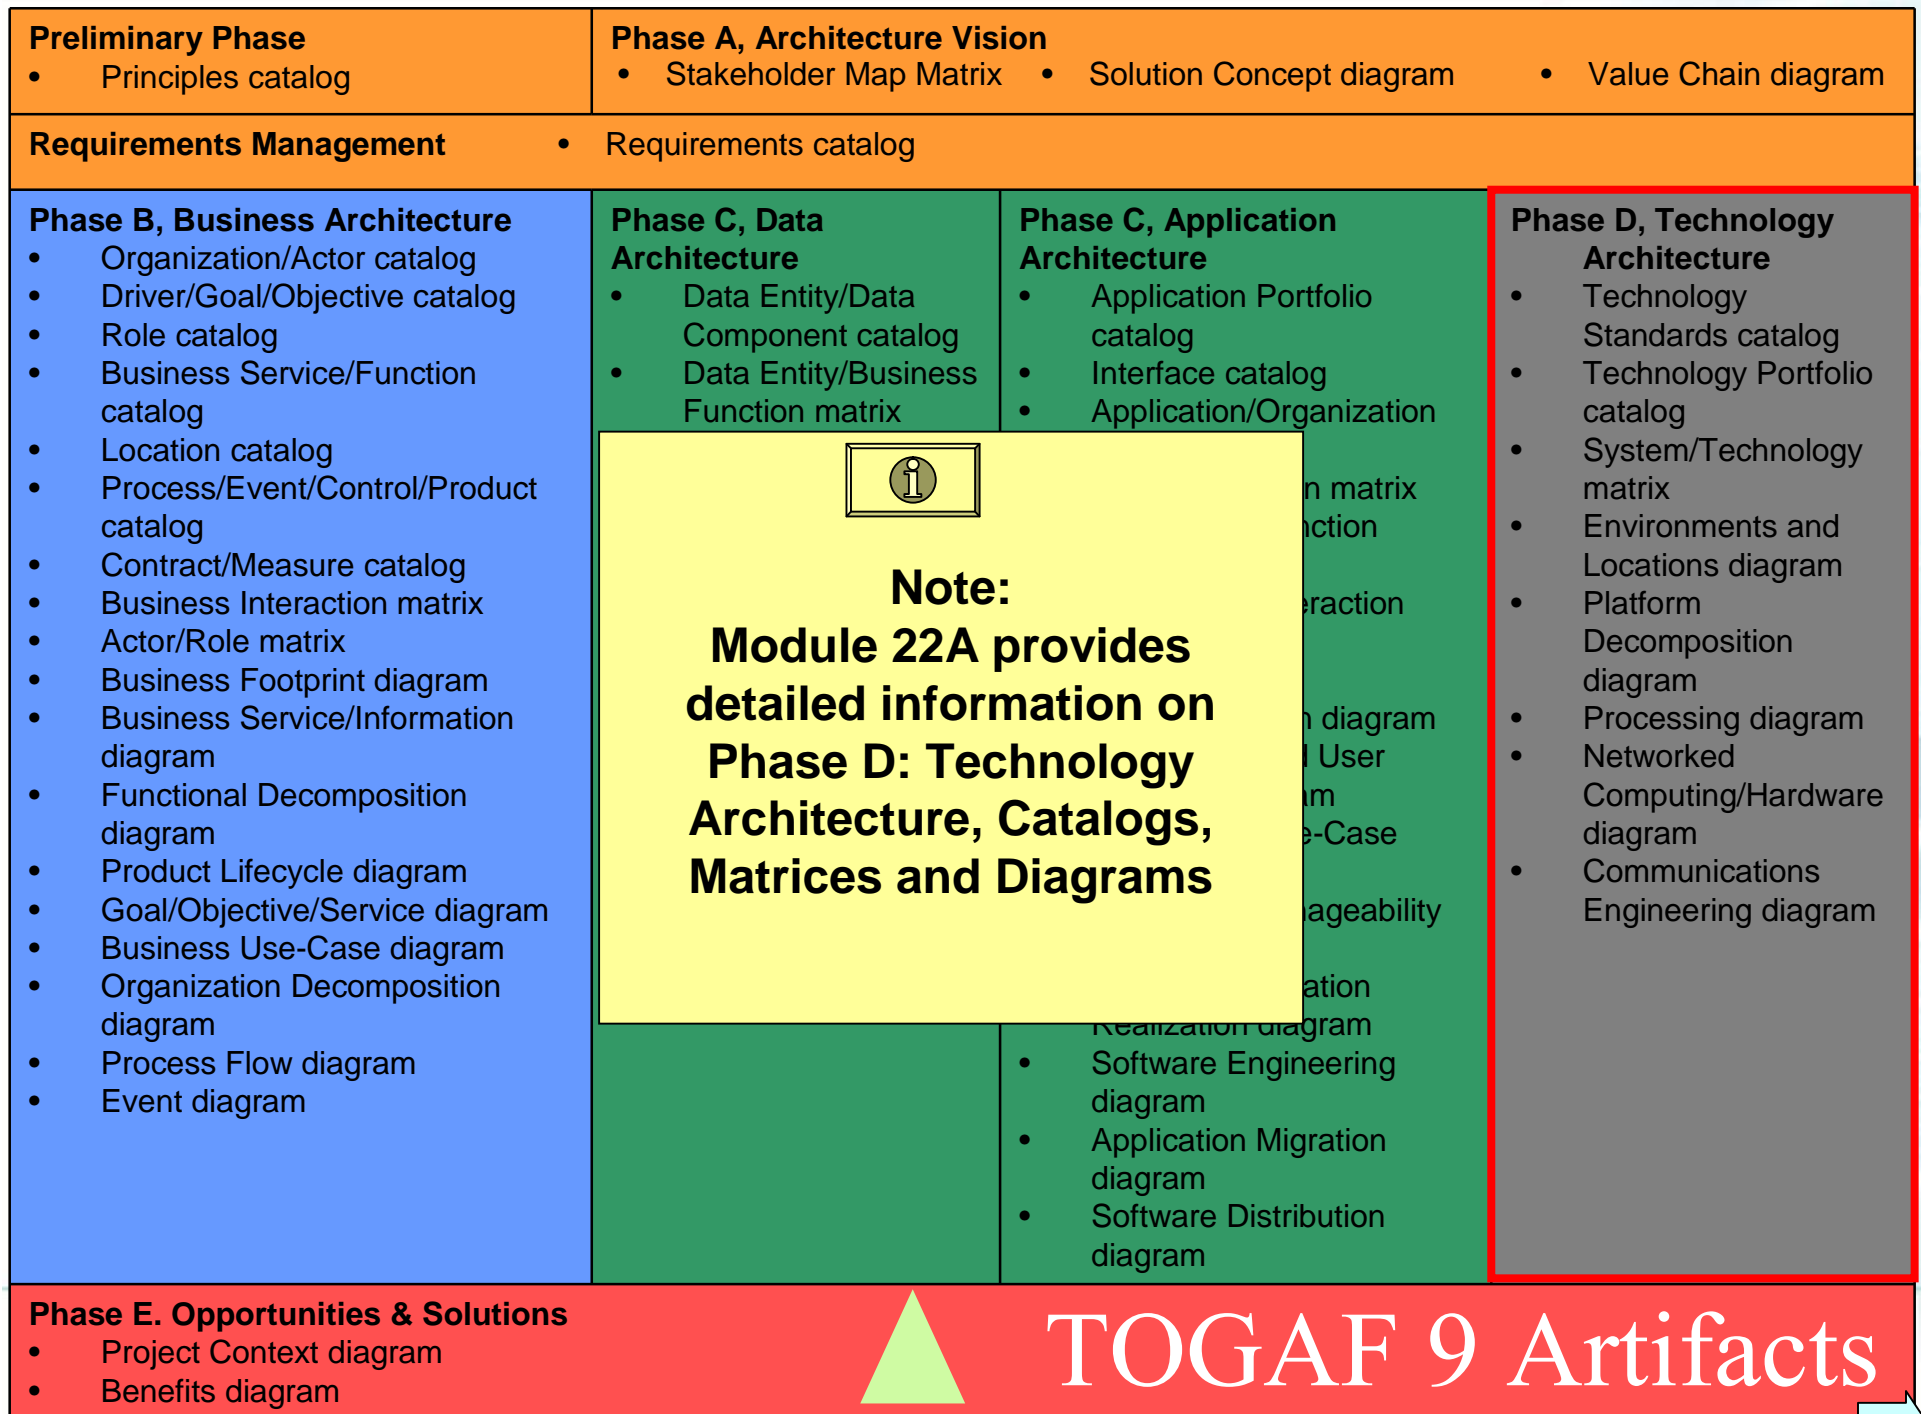 Preliminary Phase
• Principles catalog
Phase A, Architecture Vision
• Stakeholder Map Matrix • Solution Concept diagram • Value Chain diagram
Requirements Management • Requirements catalog
Phase B, Business Architecture
• Organization/Actor catalog
• Driver/Goal/Objective catalog
• Role catalog
• Business Service/Function
catalog
• Location catalog
• Process/Event/Control/Product
catalog
• Contract/Measure catalog
• Business Interaction matrix
• Actor/Role matrix
• Business Footprint diagram
• Business Service/Information
diagram
• Functional Decomposition
diagram
• Product Lifecycle diagram
• Goal/Objective/Service diagram
• Business Use-Case diagram
• Organization Decomposition
diagram
• Process Flow diagram
• Event diagram
Phase C, Data
Architecture
• Data Entity/Data
Component catalog
• Data Entity/Business
Function matrix
Phase C, Application
Architecture
• Application Portfolio
catalog
• Interface catalog
• Application/Organization
matrix
diagram
User
-Case
Realization diagram
• Software Engineering
diagram
• Application Migration
diagram
• Software Distribution
diagram
Note:
Module 22A provides
detailed information on
Phase D: Technology
Architecture, Catalogs,
Matrices and Diagrams
Phase D, Technology
Architecture
• Technology
Standards catalog
• Technology Portfolio
catalog
• System/Technology
matrix
• Environments and
Locations diagram
• Platform
Decomposition
diagram
• Processing diagram
• Networked
Computing/Hardware
diagram
• Communications
Engineering diagram
Phase E. Opportunities & Solutions
• Project Context diagram
• Benefits diagram
TOGAF 9 Artifacts